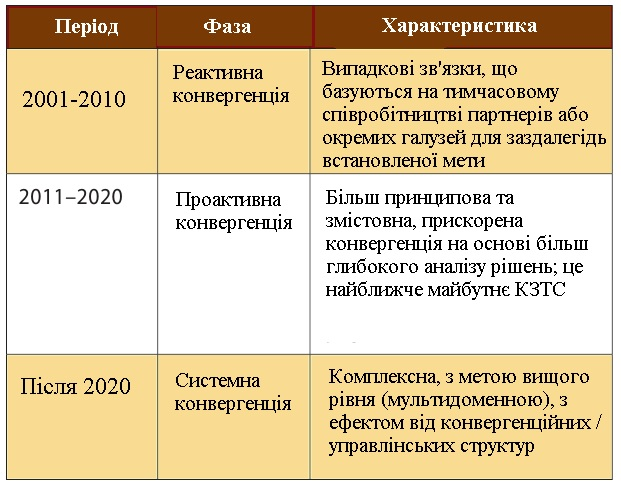 Період Фаза Характеристика
2001-2010
Реактивна
конвергенція
Випадкові зв'язки, що
базуються на тимчасовому
співробітництві партнерів або
окремих галузей для заздалегідь
встановленої мети
2011–2020
Проактивна
конвергенція
Більш принципова та
змістовна, прискорена
конвергенція на основі більш
глибокого аналізу рішень; це
найближче майбутнє КЗТС
Після 2020
Системна
конвергенція
Комплексна, з метою вищого
рівня (мультидоменною), з
ефектом від конвергенційних /
управлінських структур